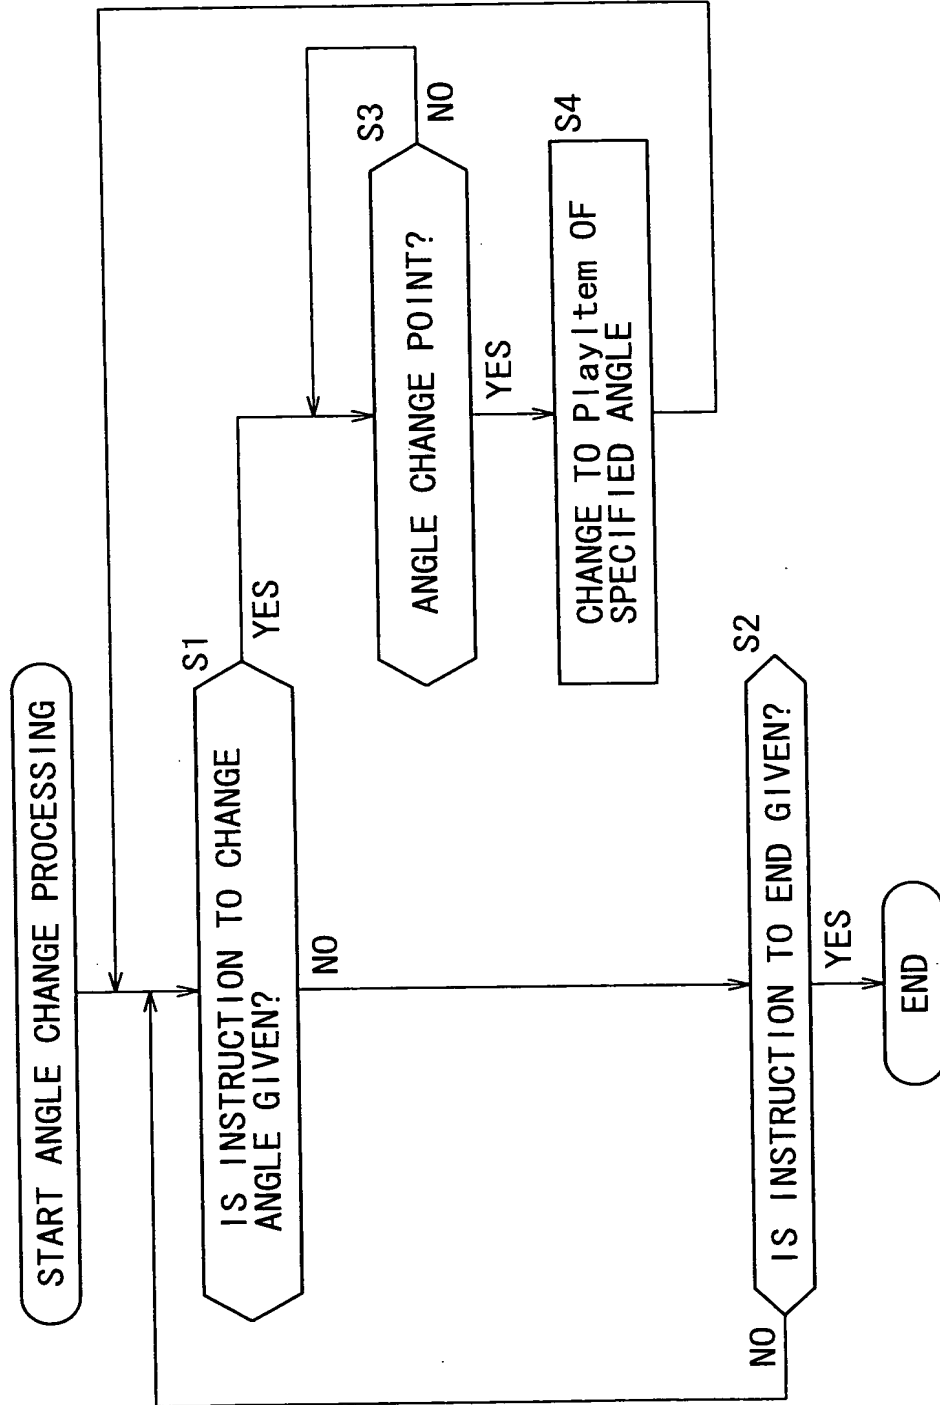 START ANGLE CHANGE PROCESSING
S1
IS INSTRUCTION TO CHANGE
ANGLE GIVEN?
YES
NO
S3
ANGLE CHANGE POINT?
NO
YES
S4
CHANGE TO PlayItem OF
SPECIFIED ANGLE
S2
IS INSTRUCTION TO END GIVEN?
NO
YES
END